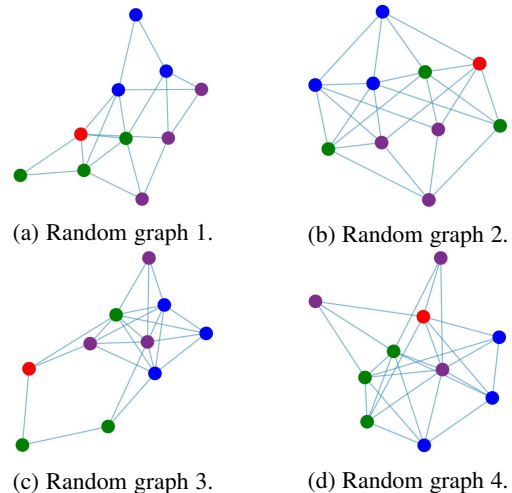 (a) Random graph 1.
(b) Random graph 2.
(c) Random graph 3.
(d) Random graph 4.